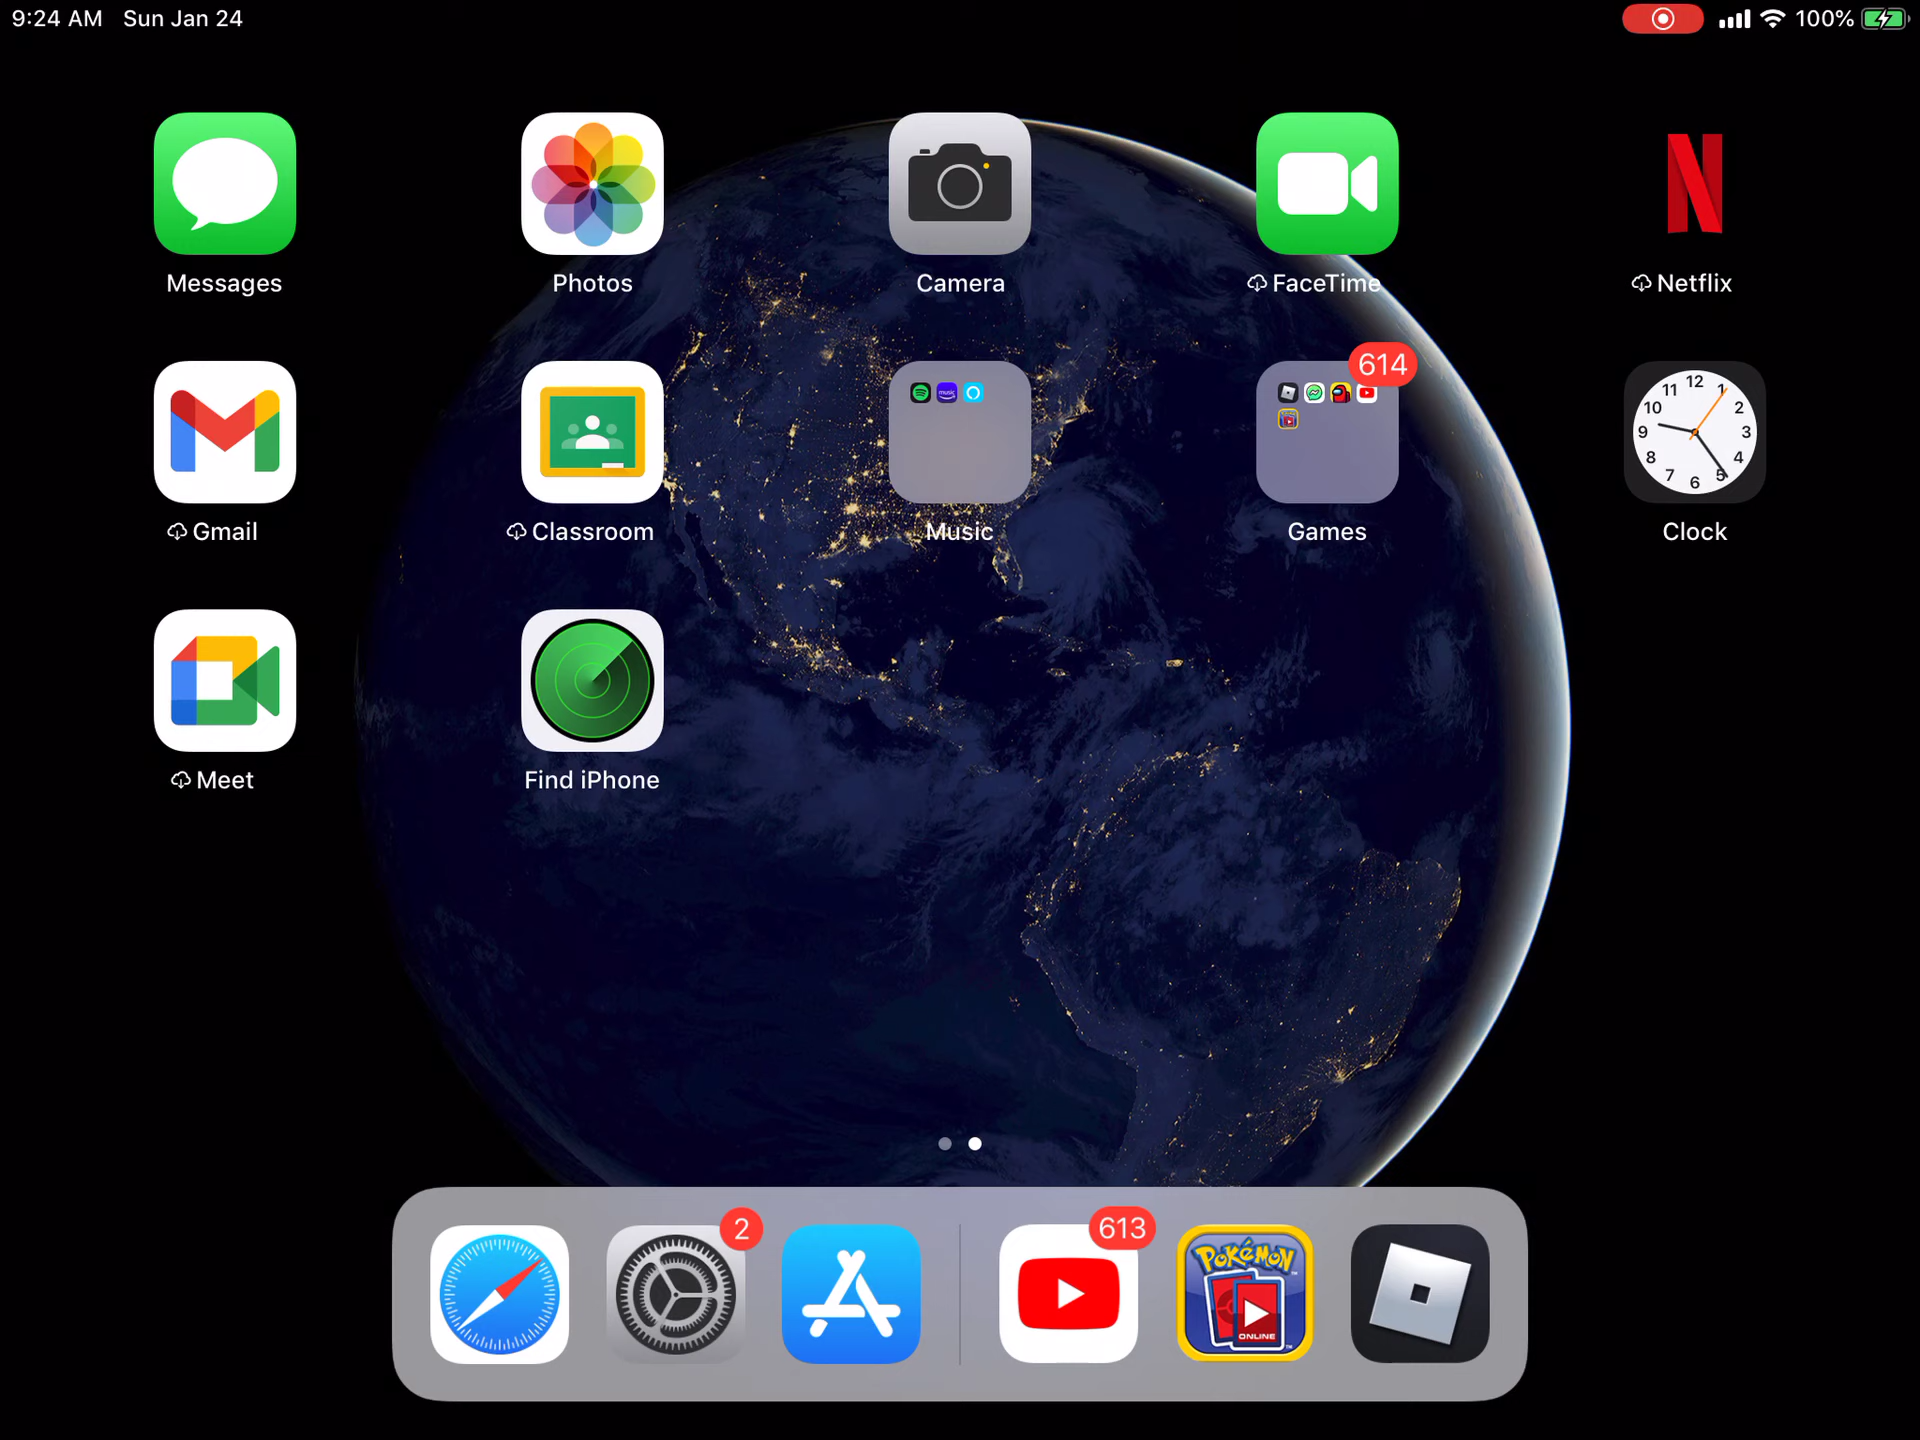 9:24 AM Sun Jan 24
100%
Messages
Photos
Camera
FaceTime
Netflix
Gmail
Classroom
Music
614
Games
12
1
2
3
4
5
6
7
8
9
10
11
Clock
Meet
Find iPhone
2
613
POKÉMON
ONLINE